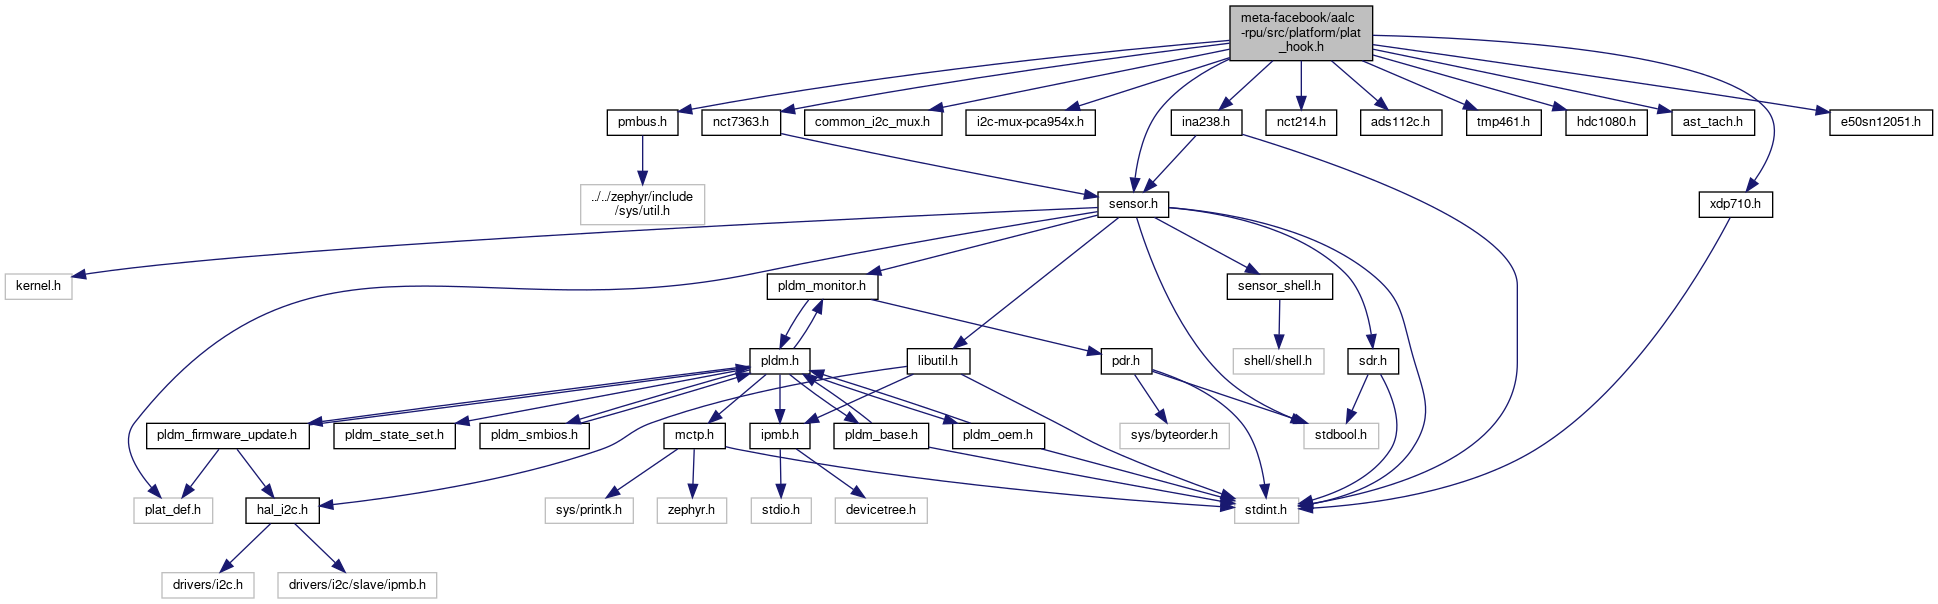 meta-facebook/aalc
-rpu/src/platform/plat
_hook.h
pmbus.h
nct7363.h
common_i2c_mux.h
i2c-mux-pca954x.h
ina238.h
nct214.h
ads112c.h
tmp461.h
hdc1080.h
ast_tach.h
e50sn12051.h
../../zephyr/include
/sys/util.h
sensor.h
xdp710.h
kernel.h
pldm_monitor.h
sensor_shell.h
pldm.h
libutil.h
pdr.h
shell/shell.h
sdr.h
pldm_firmware_update.h
pldm_state_set.h
pldm_smbios.h
mctp.h
ipmb.h
pldm_base.h
pldm_oem.h
sys/byteorder.h
stdbool.h
plat_def.h
hal_i2c.h
sys/printk.h
zephyr.h
stdio.h
devicetree.h
stdint.h
drivers/i2c.h
drivers/i2c/slave/ipmb.h